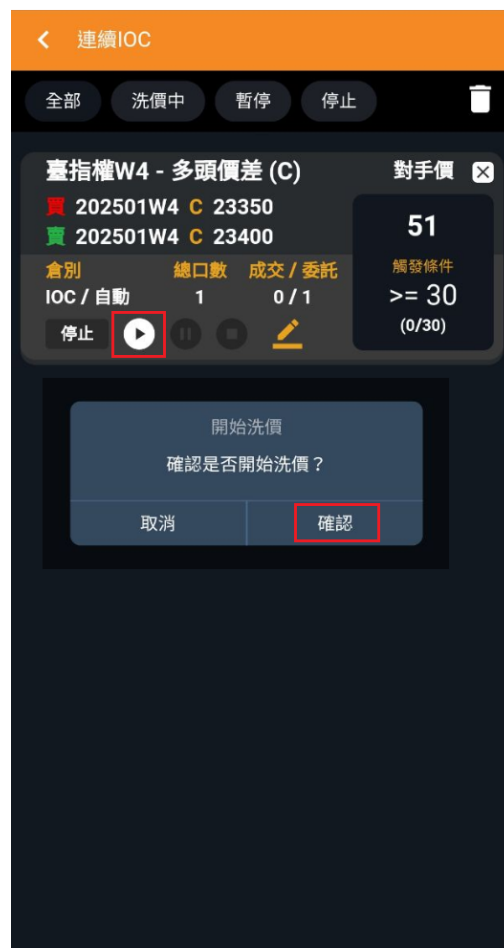 連續IOC
全部 洗價中 暫停 停止
臺指權W4 - 多頭價差 (C) 對手價
買 202501W4 C 23350
賣 202501W4 C 23400
51
倉別 總口數 成交 / 委託
IOC / 自動 1 0 / 1
觸發條件
>= 30
(0/30)
停止
開始洗價
確認是否開始洗價？
取消 確認